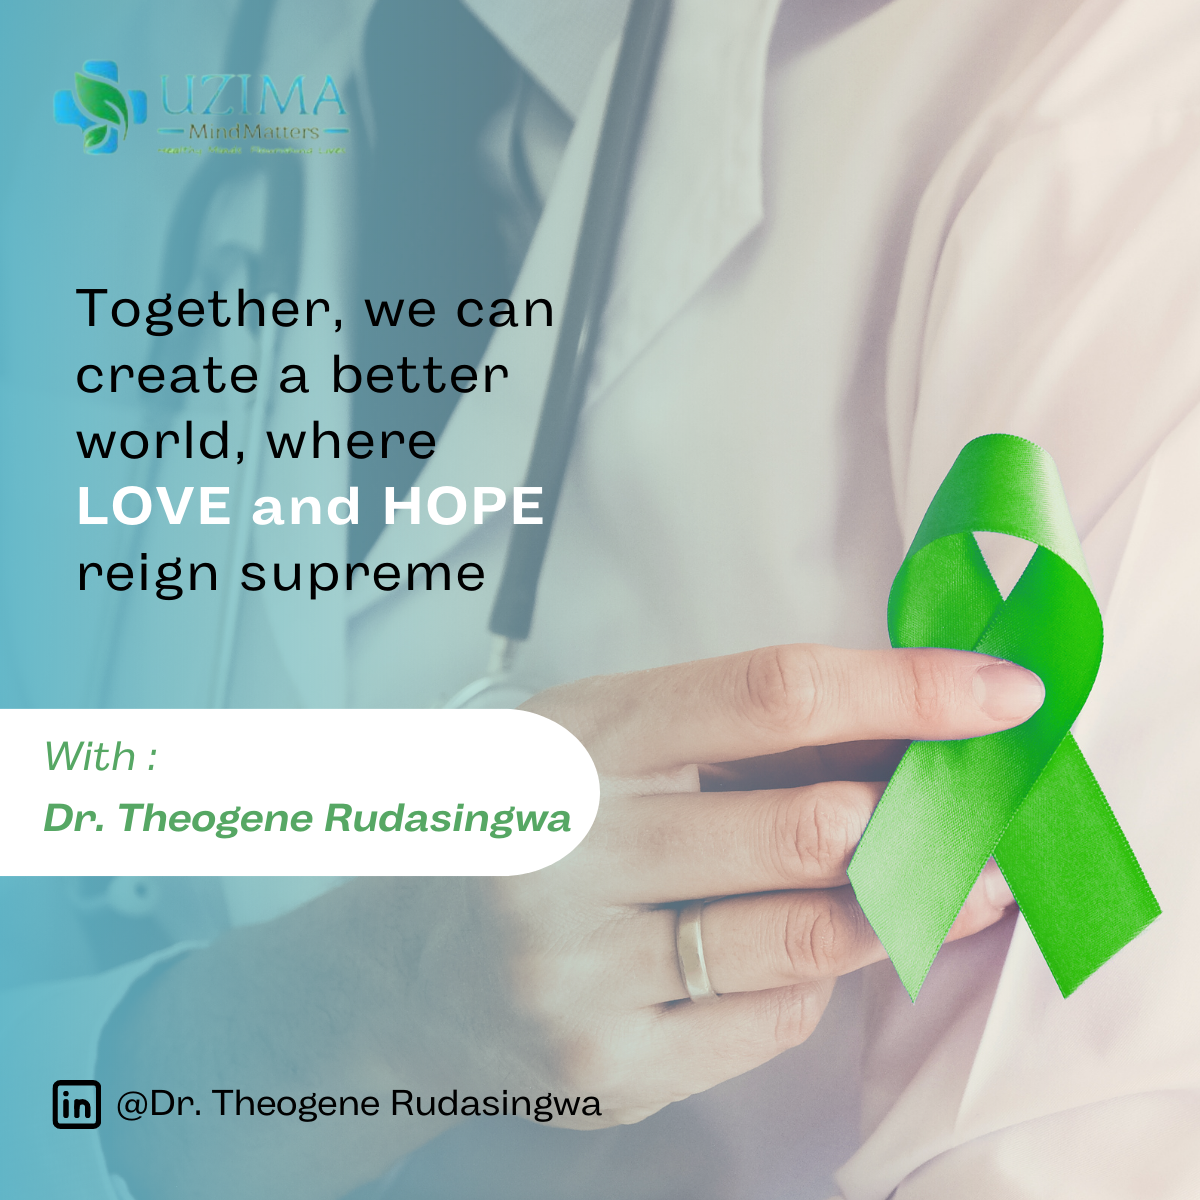 UZIMA
MindMatters
Together, we can
create a better
world, where
LOVE and HOPE
reign supreme
With :
Dr. Theogene Rudasingwa
in @Dr. Theogene Rudasingwa